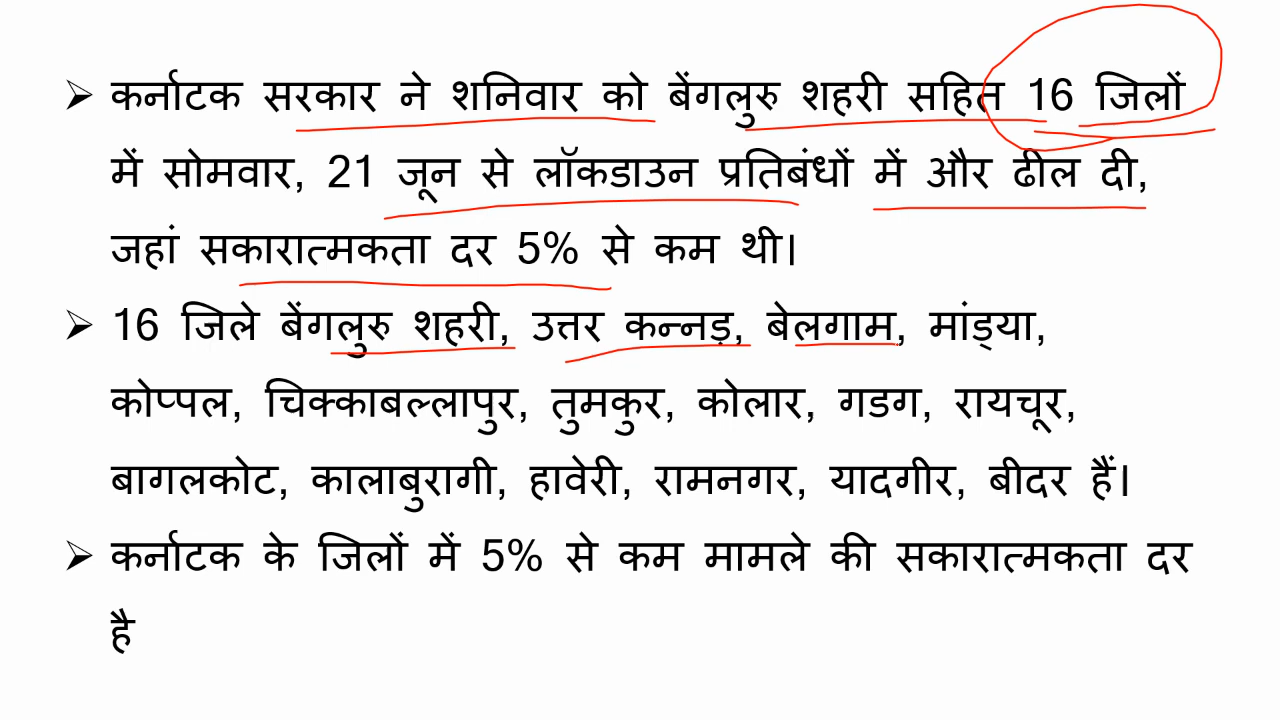 ➢ कर्नाटक सरकार ने शनिवार को बेंगलुरु शहरी सहित 16 जिलों
में सोमवार, 21 जून से लॉकडाउन प्रतिबंधों में और ढील दी,
जहां सकारात्मकता दर 5% से कम थी।
➢ 16 जिले बेंगलुरु शहरी, उत्तर कन्नड़, बेलगाम, मांड्या,
कोप्पल, चिक्काबल्लापुर, तुमकुर, कोलार, गडग, रायचूर,
बागलकोट, कालाबुरागी, हावेरी, रामनगर, यादगीर, बीदर हैं।
➢ कर्नाटक के जिलों में 5% से कम मामले की सकारात्मकता दर
है